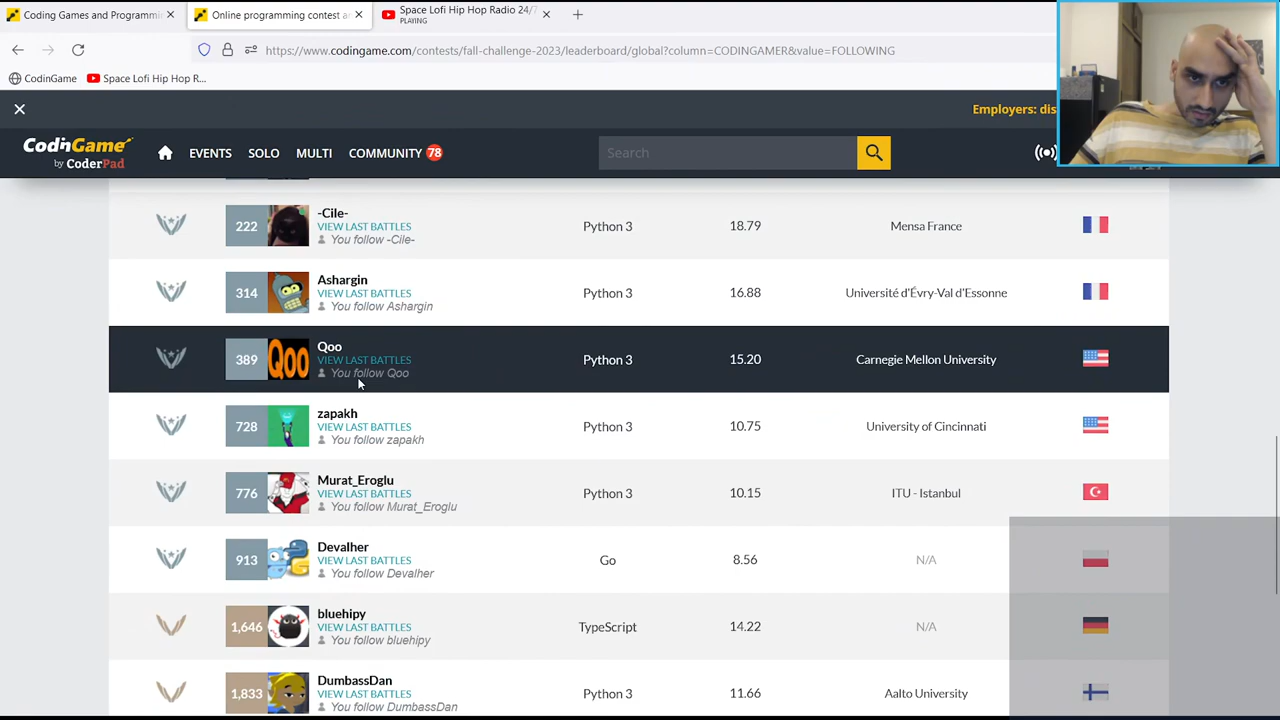 Coding Games and Programmin
Online programming contest a
Space Lofi Hip Hop Radio 24/7
PLAYING
https://www.codingame.com/contests/fall-challenge-2023/leaderboard/global?column=CODINGAMER&value=FOLLOWING
CodinGame
Space Lofi Hip Hop R...
Employers: dis
CodinGame
by CoderPad
EVENTS
SOLO
MULTI
COMMUNITY 78
Search
222
-Cile-
VIEW LAST BATTLES
You follow -Cile-
Python 3
18.79
Mensa France
314
Ashargin
VIEW LAST BATTLES
You follow Ashargin
Python 3
16.88
Université d'Évry-Val d'Essonne
389
Qoo
Qoo
VIEW LAST BATTLES
You follow Qoo
Python 3
15.20
Carnegie Mellon University
728
zapakh
VIEW LAST BATTLES
You follow zapakh
Python 3
10.75
University of Cincinnati
776
Murat_Eroglu
VIEW LAST BATTLES
You follow Murat_Eroglu
Python 3
10.15
ITU - Istanbul
913
Devalher
VIEW LAST BATTLES
You follow Devalher
Go
8.56
N/A
1,646
bluehipy
VIEW LAST BATTLES
You follow bluehipy
TypeScript
14.22
N/A
1,833
DumbassDan
VIEW LAST BATTLES
You follow DumbassDan
Python 3
11.66
Aalto University